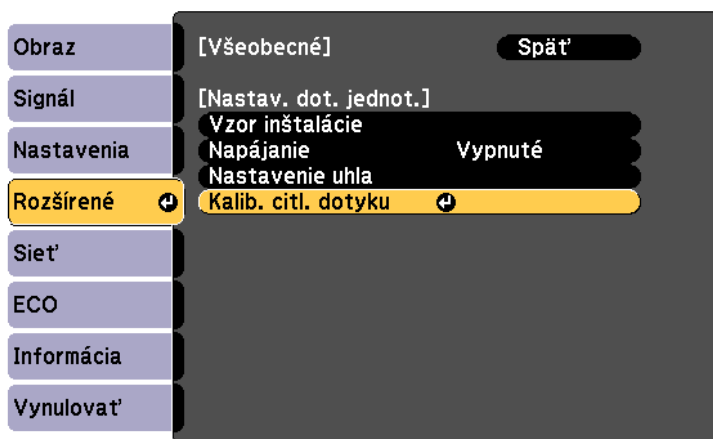 Obraz
Signál
Nastavenia
Rozšírené
Sieť
ECO
Informácia
Vynulovať
[Všeobecné] Späť
[Nastav. dot. jednot.]
Vzor inštalácie
Napájanie Vypnuté
Nastavenie uhla
Kalib. citl. dotyku